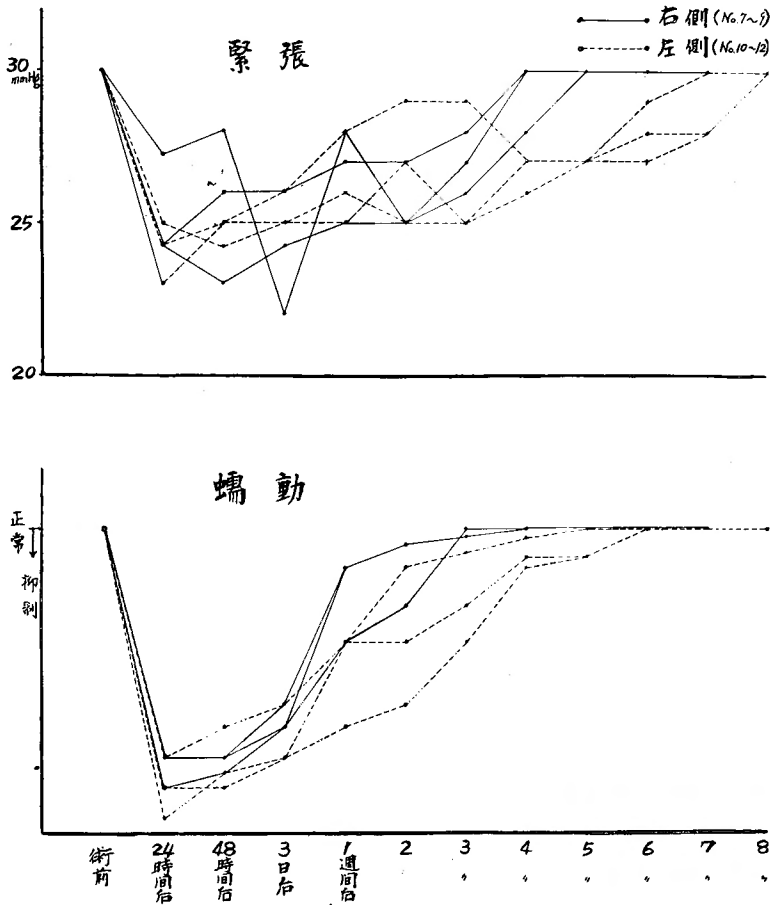 右側 (No.7~9)
左側 (No.10~12)
緊張
30
mmHg
25
20
蠕動
正常
抑制
術前
24時間后
48時間后
3日后
1週間后
2
3 〃
4 〃
5 〃
6 〃
7 〃
8 〃